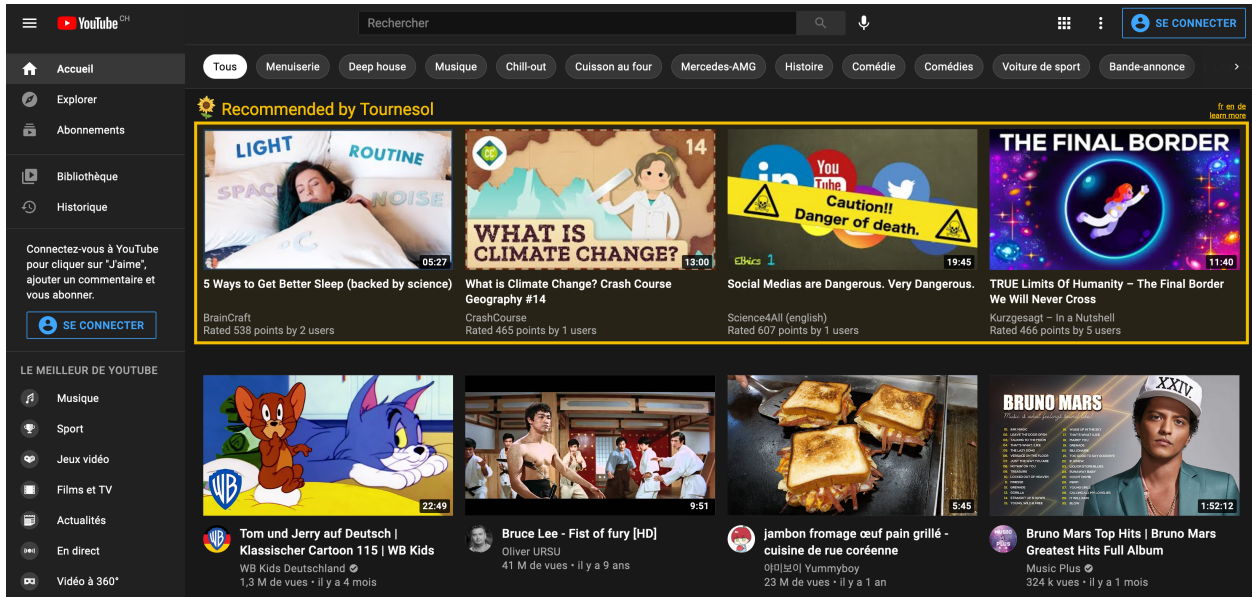 YouTube CH
Rechercher
SE CONNECTER
Accueil
Explorer
Abonnements
Bibliothèque
Historique
Connectez-vous à YouTube
pour cliquer sur "J'aime",
ajouter un commentaire et
vous abonner.
SE CONNECTER
LE MEILLEUR DE YOUTUBE
Musique
Sport
Jeux vidéo
Films et TV
Actualités
En direct
Vidéo à 360°
Tous
Menuiserie
Deep house
Musique
Chill-out
Cuisson au four
Mercedes-AMG
Histoire
Comédie
Comédies
Voiture de sport
Bande-annonce
Recommended by Tournesol
fr en de
learn more
LIGHT
ROUTINE
SPACE
NOISE
°C
05:27
5 Ways to Get Better Sleep (backed by science)
BrainCraft
Rated 538 points by 2 users
CC
14
WHAT IS
CLIMATE CHANGE?
13:00
What is Climate Change? Crash Course
Geography #14
CrashCourse
Rated 465 points by 1 users
in
You
Tube
Caution!!
Danger of death.
Ethics 1
19:45
Social Medias are Dangerous. Very Dangerous.
Science4All (english)
Rated 607 points by 1 users
THE FINAL BORDER
11:40
TRUE Limits Of Humanity – The Final Border
We Will Never Cross
Kurzgesagt – In a Nutshell
Rated 466 points by 5 users
WB
22:49
Tom und Jerry auf Deutsch |
Klassischer Cartoon 115 | WB Kids
WB Kids Deutschland
1,3 M de vues • il y a 4 mois
9:51
Bruce Lee - Fist of fury [HD]
Oliver URSU
41 M de vues • il y a 9 ans
5:45
jambon fromage œuf pain grillé -
cuisine de rue coréenne
야미보이 Yummyboy
23 M de vues • il y a 1 an
BRUNO MARS
XXIV.
1:52:12
Bruno Mars Top Hits | Bruno Mars
Greatest Hits Full Album
Music Plus
324 k vues • il y a 1 mois